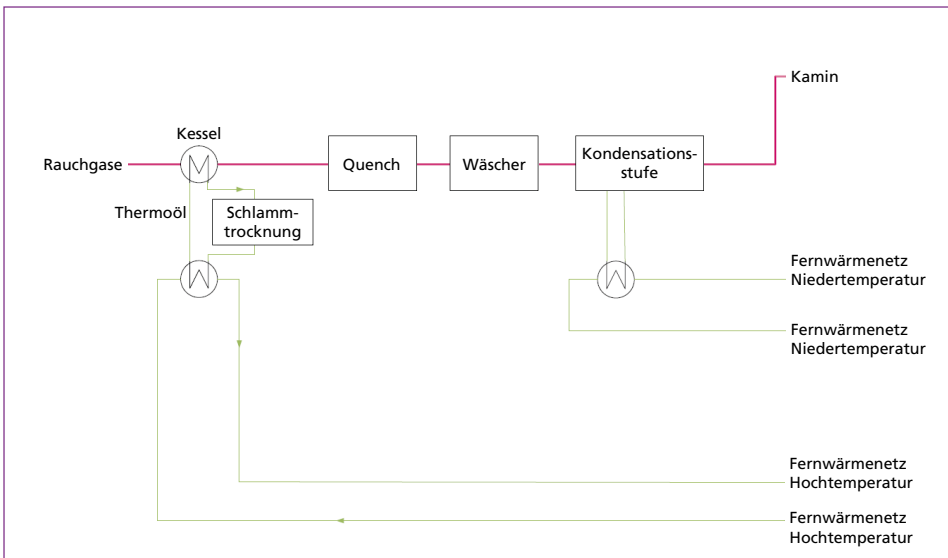 Kamin
Kessel
Rauchgase
Quench
Wäscher
Kondensations-
stufe
Thermoöl
Schlamm-
trocknung
Fernwärmenetz
Niedertemperatur
Fernwärmenetz
Niedertemperatur
Fernwärmenetz
Hochtemperatur
Fernwärmenetz
Hochtemperatur